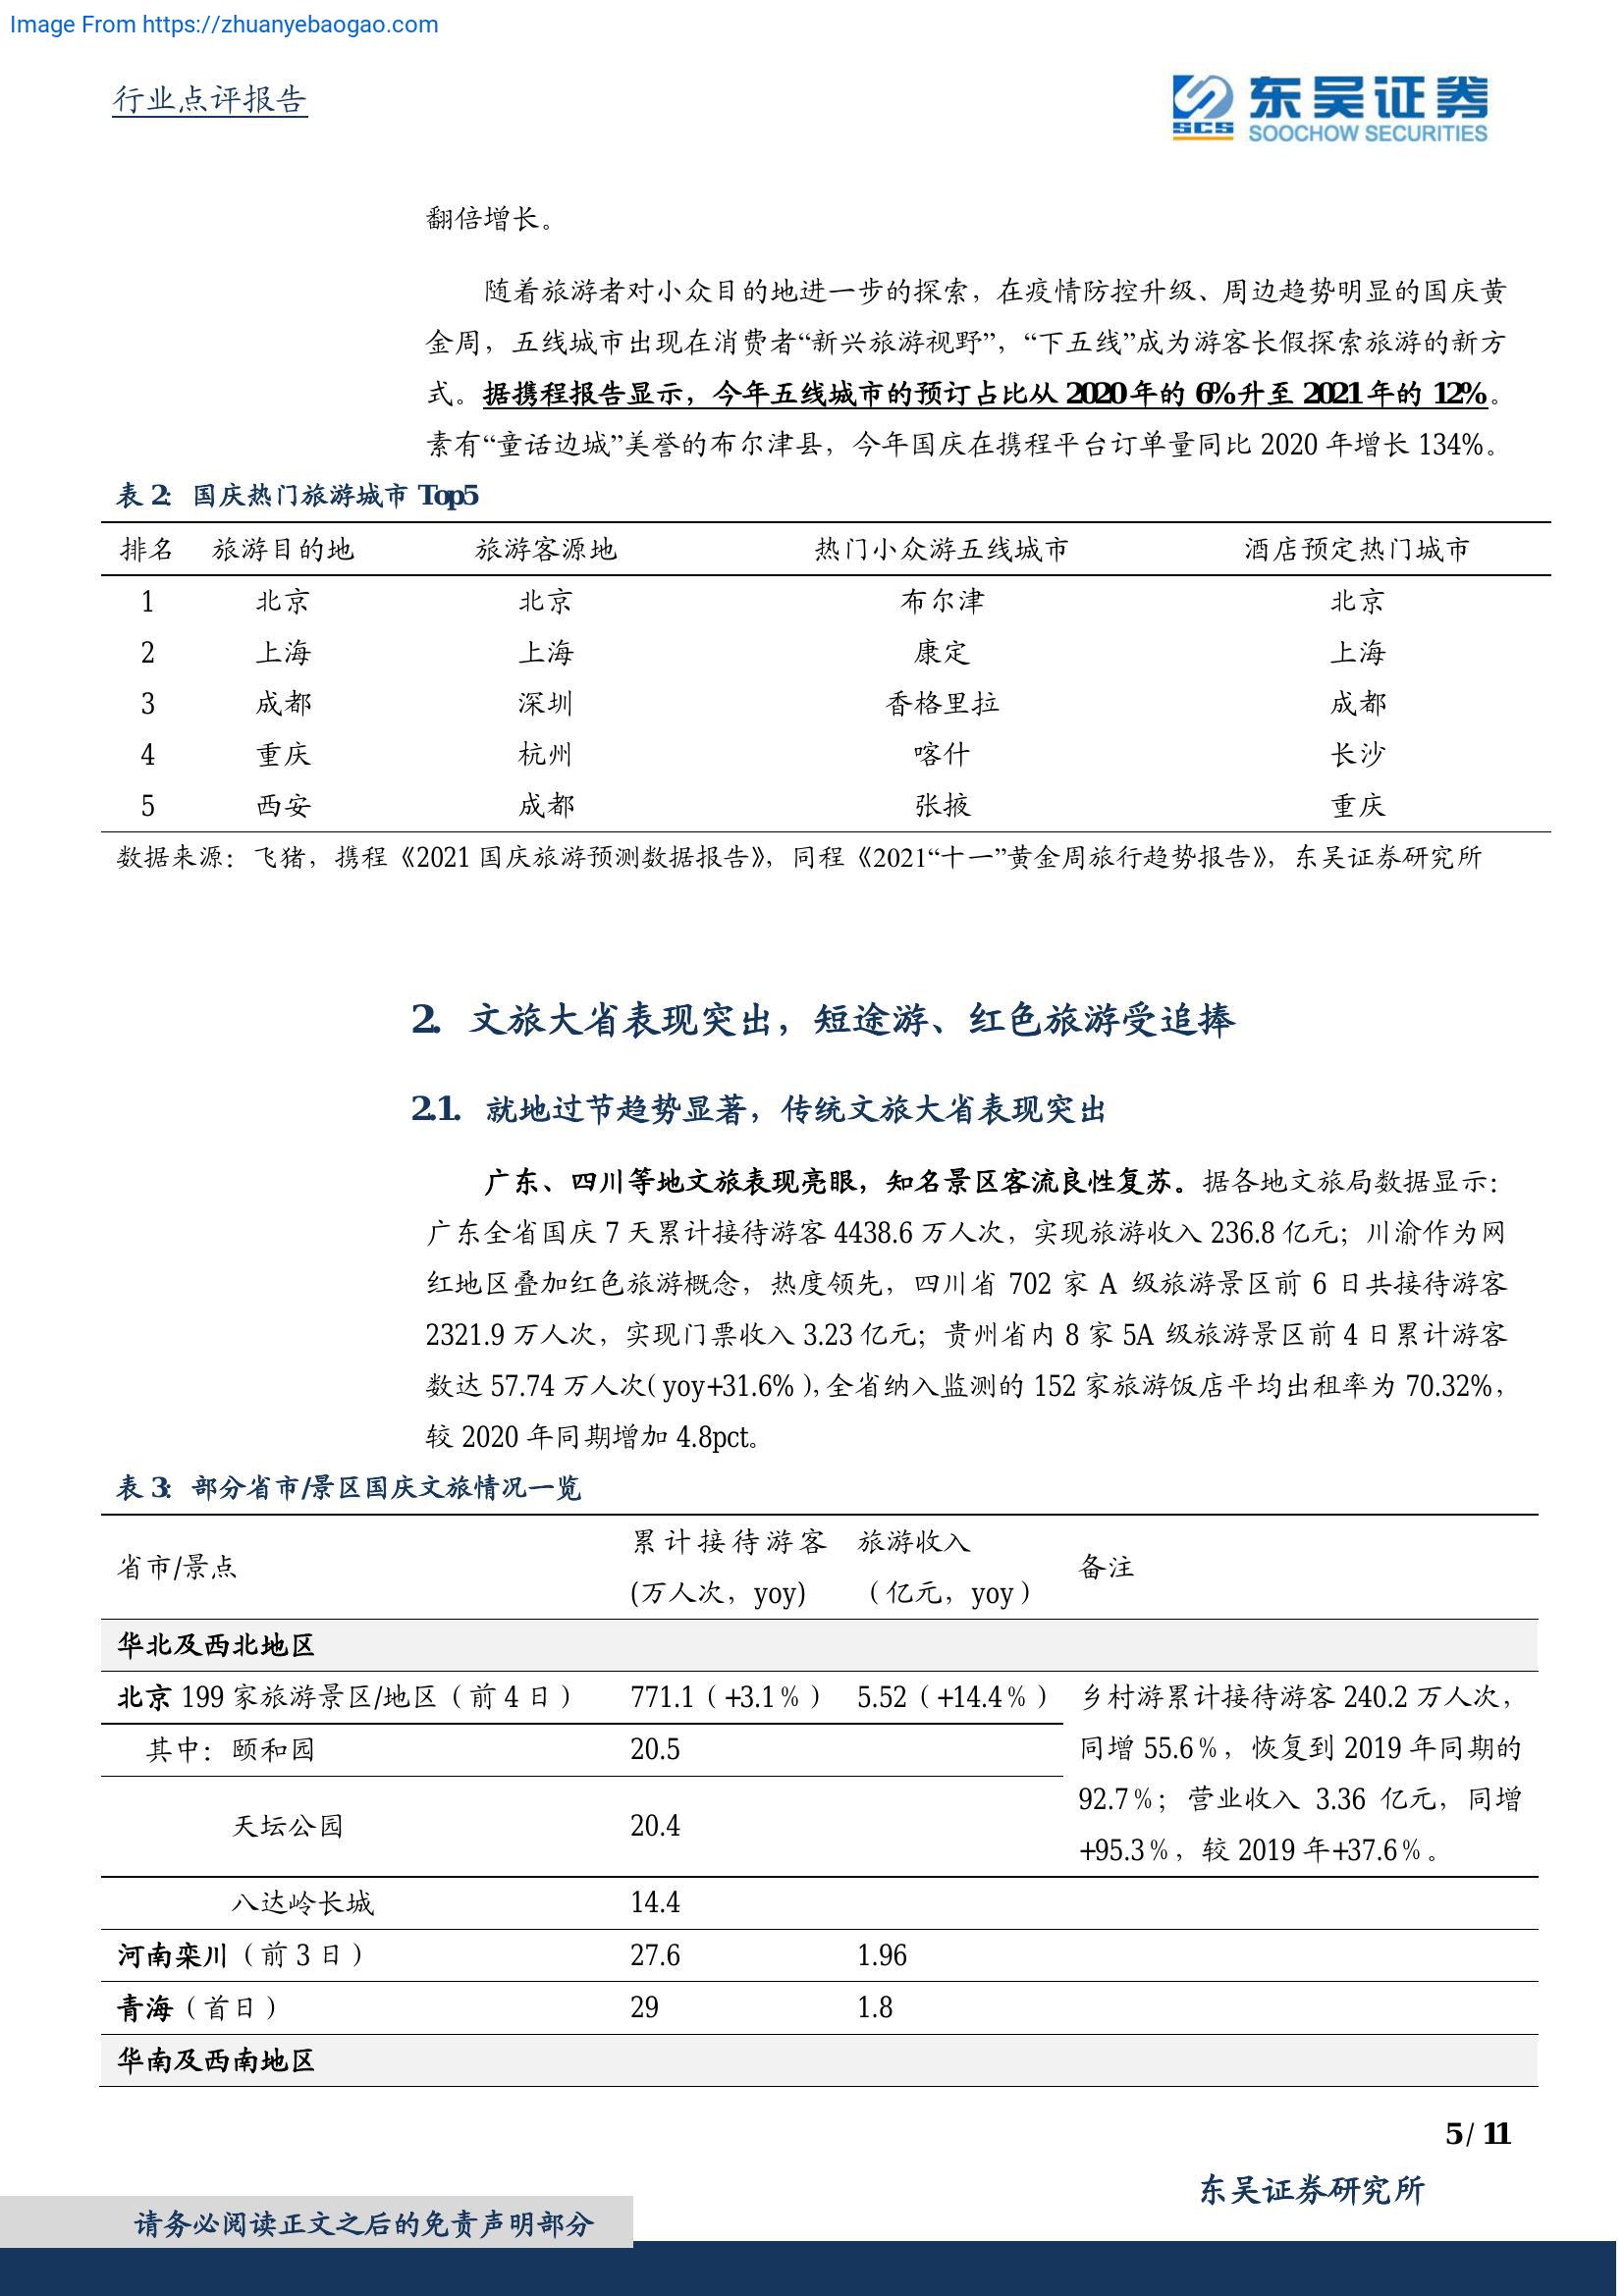 Image From https://zhuanyebaogao.com
行业点评报告
东吴证券
SCS
SOOCHOW SECURITIES
翻倍增长。
随着旅游者对小众目的地进一步的探索，在疫情防控升级、周边趋势明显的国庆黄
金周，五线城市出现在消费者“新兴旅游视野”，“下五线”成为游客长假探索旅游的新方
式。据携程报告显示，今年五线城市的预订占比从 2020 年的 6%升至 2021 年的 12%。
素有“童话边城”美誉的布尔津县，今年国庆在携程平台订单量同比 2020 年增长 134%。
表 2：国庆热门旅游城市 Top5
排名 旅游目的地 旅游客源地 热门小众游五线城市 酒店预定热门城市
1 北京 北京 布尔津 北京
2 上海 上海 康定 上海
3 成都 深圳 香格里拉 成都
4 重庆 杭州 喀什 长沙
5 西安 成都 张掖 重庆
数据来源：飞猪，携程《2021 国庆旅游预测数据报告》，同程《2021“十一”黄金周旅行趋势报告》，东吴证券研究所
2. 文旅大省表现突出，短途游、红色旅游受追捧
2.1. 就地过节趋势显著，传统文旅大省表现突出
广东、四川等地文旅表现亮眼，知名景区客流良性复苏。据各地文旅局数据显示：
广东全省国庆 7 天累计接待游客 4438.6 万人次，实现旅游收入 236.8 亿元；川渝作为网
红地区叠加红色旅游概念，热度领先，四川省 702 家 A 级旅游景区前 6 日共接待游客
2321.9 万人次，实现门票收入 3.23 亿元；贵州省内 8 家 5A 级旅游景区前 4 日累计游客
数达 57.74 万人次（yoy+31.6%），全省纳入监测的 152 家旅游饭店平均出租率为 70.32%，
较 2020 年同期增加 4.8pct。
表 3：部分省市/景区国庆文旅情况一览
省市/景点 累计接待游客 旅游收入 备注
(万人次，yoy) （亿元，yoy）
华北及西北地区
北京 199 家旅游景区/地区（前 4 日） 771.1（+3.1%） 5.52（+14.4%） 乡村游累计接待游客 240.2 万人次，
其中：颐和园 20.5 同增 55.6%，恢复到 2019 年同期的
92.7%；营业收入 3.36 亿元，同增
天坛公园 20.4
+95.3%，较 2019 年+37.6%。
八达岭长城 14.4
河南栾川（前 3 日） 27.6 1.96
青海（首日） 29 1.8
华南及西南地区
5 / 11
东吴证券研究所
请务必阅读正文之后的免责声明部分